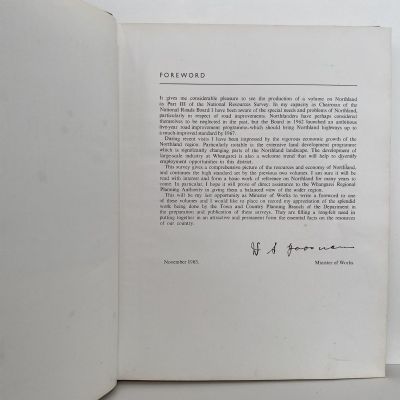 FOREWORD
It gives me considerable pleasure to see the production of a volume on Northland
as Part III of the National Resources Survey. In my capacity as Chairman of the
National Roads Board I have been aware of the special needs and problems of Northland,
particularly in respect of road improvements. Northlanders have perhaps considered
themselves to be neglected in the past, but the Board in 1962 launched an ambitious
five-year road improvement programme which should bring Northland highways up to
a much improved standard by 1967.
During recent visits I have been impressed by the vigorous economic growth of the
Northland region. Particularly notable is the extensive land development programme
which is significantly changing parts of the Northland landscape. The development of
large-scale industry at Whangarei is also a welcome trend that will help to diversify
employment opportunities in this district.
This survey gives a comprehensive picture of the resources and economy of Northland,
and continues the high standard set by the previous two volumes. I am sure it will be
read with interest and form a basic work of reference on Northland for many years to
come. In particular, I hope it will prove of direct assistance to the Whangarei Regional
Planning Authority in giving them a balanced view of the wider region.
This will be my last opportunity as Minister of Works to write a foreword to one
of these volumes and I would like to place on record my appreciation of the splendid
work being done by the Town and Country Planning Branch of the Department in
the preparation and publication of these surveys. They are filling a long-felt need in
putting together in an attractive and permanent form the essential facts on the resources
of our country.
November 1963. Minister of Works